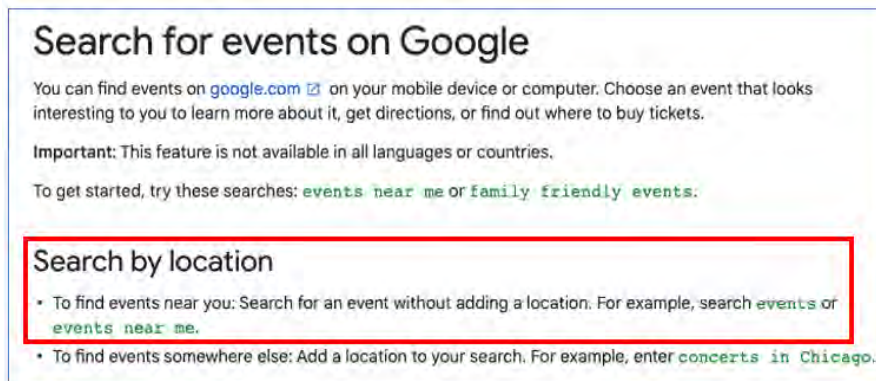 Search for events on Google
You can find events on google.com on your mobile device or computer. Choose an event that looks
interesting to you to learn more about it, get directions, or find out where to buy tickets.
Important: This feature is not available in all languages or countries.
To get started, try these searches: events near me or family friendly events.
Search by location
• To find events near you: Search for an event without adding a location. For example, search events or
events near me.
• To find events somewhere else: Add a location to your search. For example, enter concerts in Chicago.